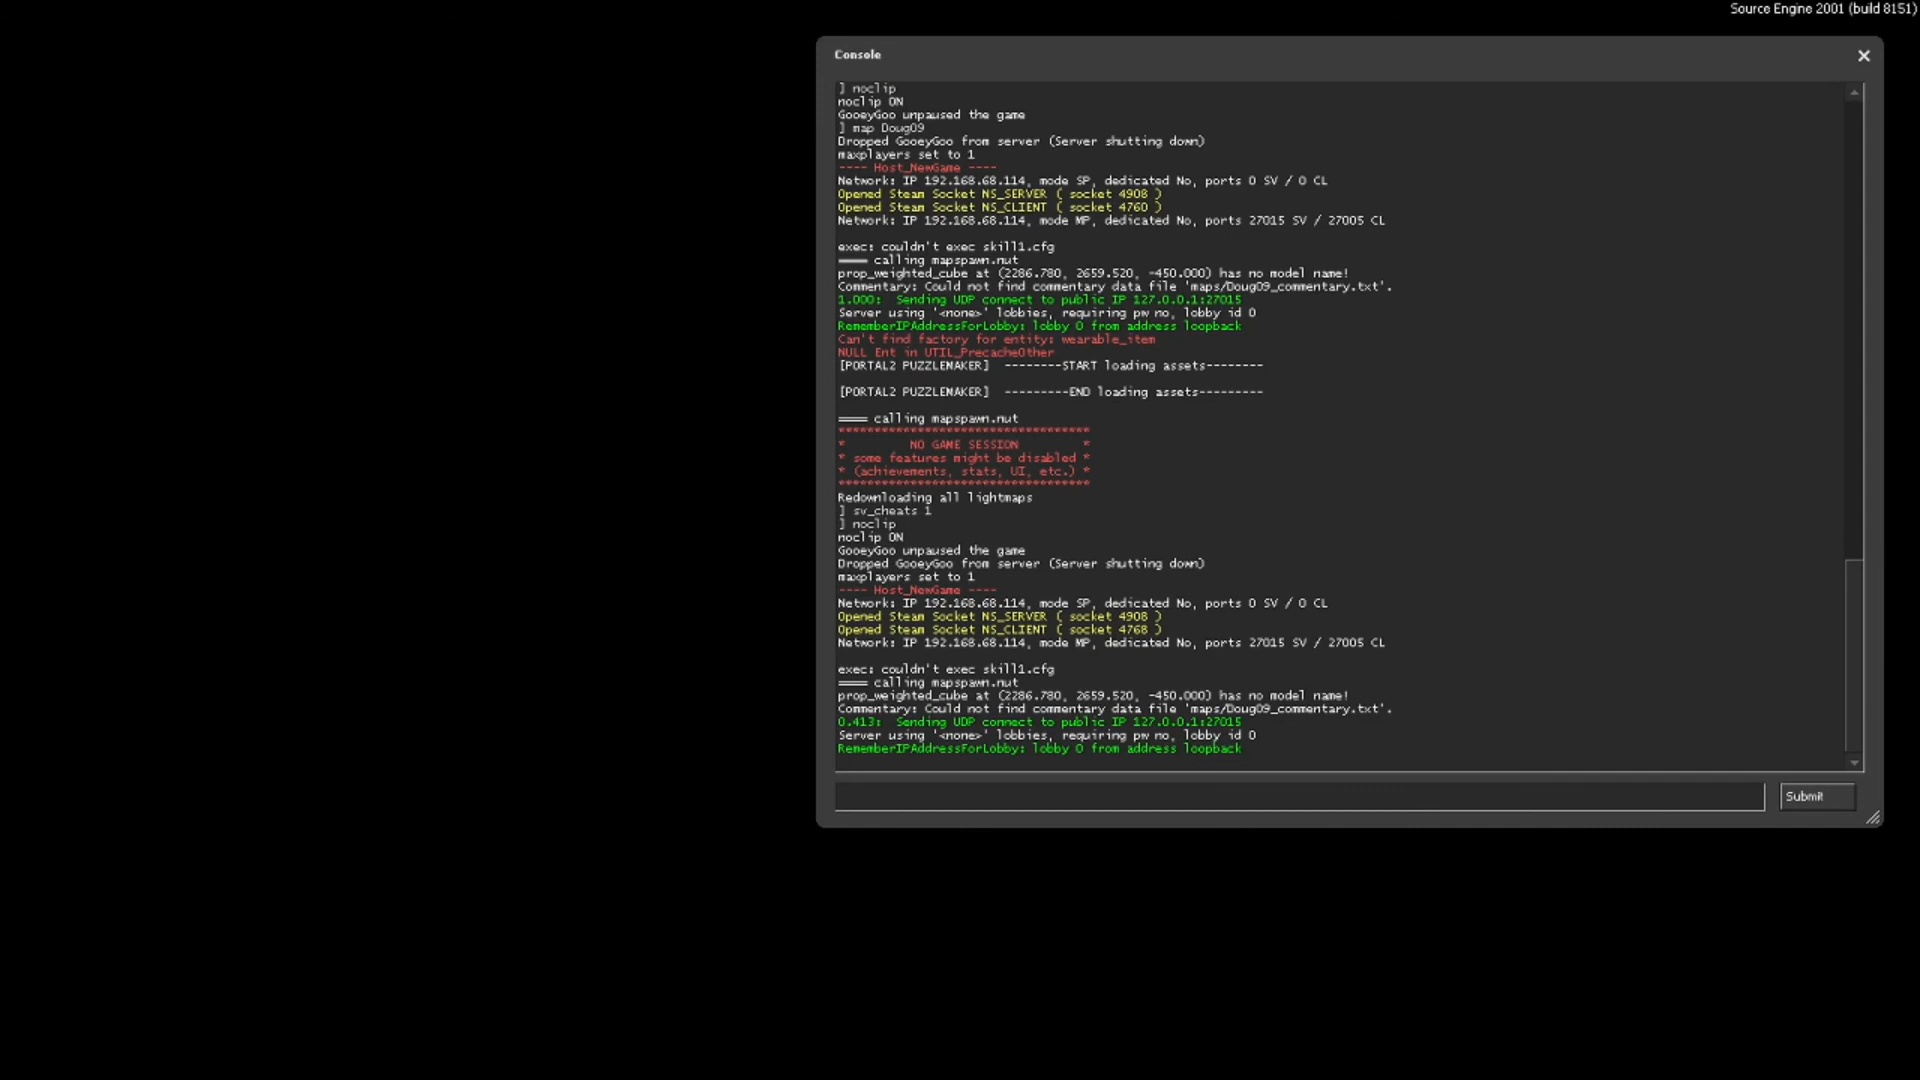 Source Engine 2001 (build 8151)
Console
] noclip
noclip ON
GooeyGoo unpaused the game
] map Doug09
Dropped GooeyGoo from server (Server shutting down)
maxplayers set to 1
---- Host_NewGame ----
Network: IP 192.168.68.114, mode SP, dedicated No, ports 0 SV / 0 CL
Opened Steam Socket NS_SERVER ( socket 4908 )
Opened Steam Socket NS_CLIENT ( socket 4760 )
Network: IP 192.168.68.114, mode MP, dedicated No, ports 27015 SV / 27005 CL
exec: couldn't exec skill1.cfg
==== calling mapspawn.nut
prop_weighted_cube at (2286.780, 2659.520, -450.000) has no model name!
Commentary: Could not find commentary data file 'maps/Doug09_commentary.txt'.
1.000:  Sending UDP connect to public IP 127.0.0.1:27015
Server using '<none>' lobbies, requiring pw no, lobby id 0
RememberIPAddressForLobby: lobby 0 from address loopback
Can't find factory for entity: wearable_item
NULL Ent in UTIL_PrecacheOther
[PORTAL2 PUZZLEMAKER]  --------START loading assets--------
[PORTAL2 PUZZLEMAKER]  ---------END loading assets---------
==== calling mapspawn.nut
***********************************
*         NO GAME SESSION         *
* some features might be disabled *
* (achievements, stats, UI, etc.) *
***********************************
Redownloading all lightmaps
] sv_cheats 1
] noclip
noclip ON
GooeyGoo unpaused the game
Dropped GooeyGoo from server (Server shutting down)
maxplayers set to 1
---- Host_NewGame ----
Network: IP 192.168.68.114, mode SP, dedicated No, ports 0 SV / 0 CL
Opened Steam Socket NS_SERVER ( socket 4908 )
Opened Steam Socket NS_CLIENT ( socket 4768 )
Network: IP 192.168.68.114, mode MP, dedicated No, ports 27015 SV / 27005 CL
exec: couldn't exec skill1.cfg
==== calling mapspawn.nut
prop_weighted_cube at (2286.780, 2659.520, -450.000) has no model name!
Commentary: Could not find commentary data file 'maps/Doug09_commentary.txt'.
0.413:  Sending UDP connect to public IP 127.0.0.1:27015
Server using '<none>' lobbies, requiring pw no, lobby id 0
RememberIPAddressForLobby: lobby 0 from address loopback
Submit